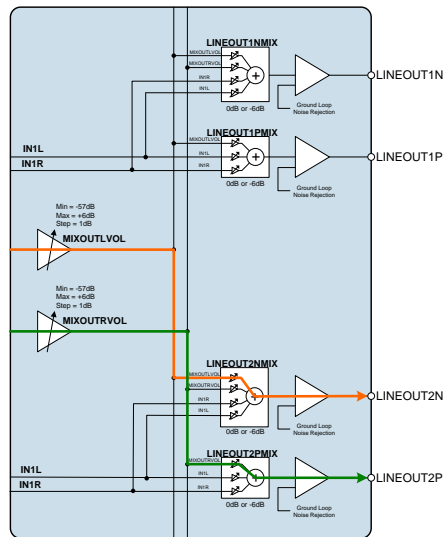 LINEOUT1NMIX
MIXOUTLVOL
MIXOUTRVOL
IN1R
IN1L
0dB or -6dB
Ground Loop
Noise Rejection
LINEOUT1N
LINEOUT1PMIX
MIXOUTLVOL
IN1L
IN1R
0dB or -6dB
Ground Loop
Noise Rejection
LINEOUT1P
IN1L
IN1R
Min = -57dB
Max = +6dB
Step = 1dB
MIXOUTLVOL
Min = -57dB
Max = +6dB
Step = 1dB
MIXOUTRVOL
LINEOUT2NMIX
MIXOUTLVOL
MIXOUTRVOL
IN1R
IN1L
0dB or -6dB
Ground Loop
Noise Rejection
LINEOUT2N
LINEOUT2PMIX
MIXOUTRVOL
IN1L
IN1R
0dB or -6dB
Ground Loop
Noise Rejection
LINEOUT2P
IN1L
IN1R